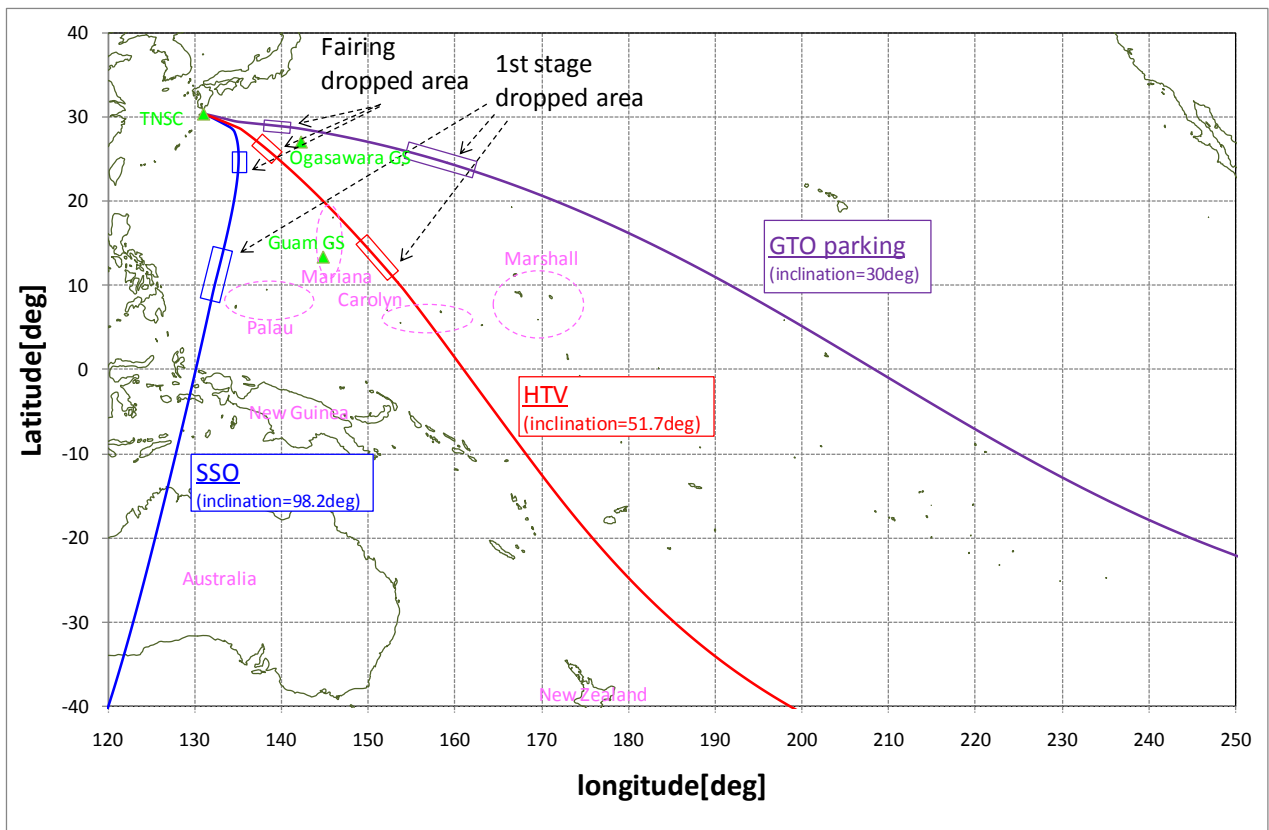 Fairing
dropped area
1st stage
dropped area
TNSC
Ogasawara GS
Guam GS
Mariana
Carolyn
Palau
Marshall
GTO parking
(inclination=30deg)
HTV
(inclination=51.7deg)
New Guinea
SSO
(inclination=98.2deg)
Australia
New Zealand
Latitude[deg]
40
30
20
10
0
-10
-20
-30
-40
120 130 140 150 160 170 180 190 200 210 220 230 240 250
longitude[deg]